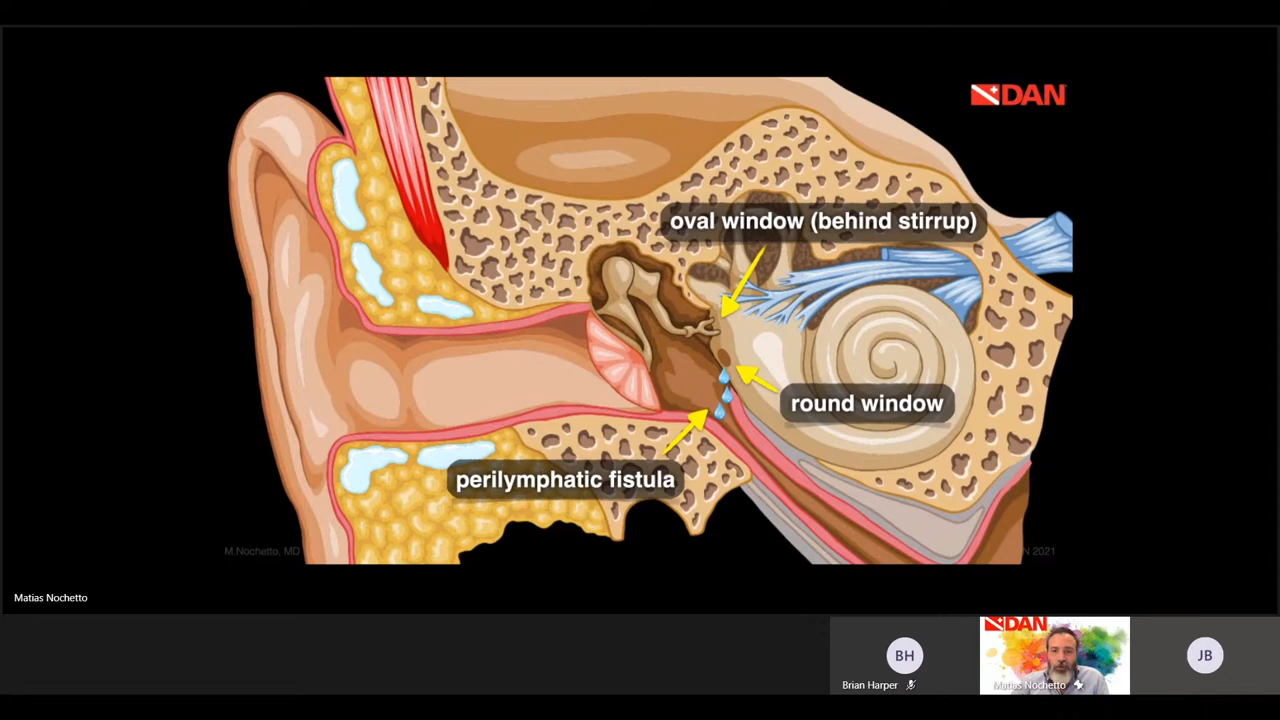 DAN
oval window (behind stirrup)
round window
perilymphatic fistula
M.Nochetto, MD
N 2021
Matias Nochetto
BH
Brian Harper
DAN
Matias Nochetto
JB